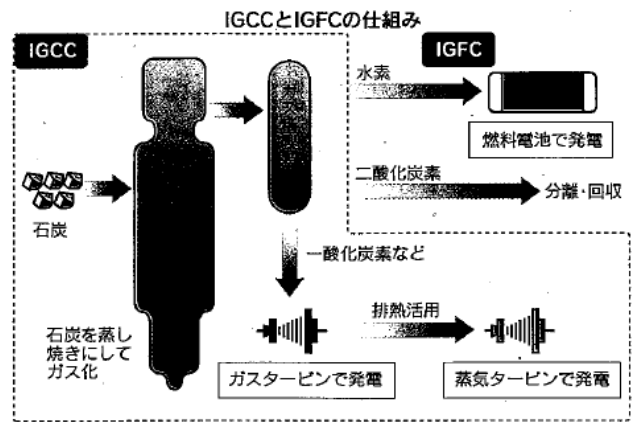 IGCCとIGFCの仕組み
IGCC
IGFC
水素
燃料電池で発電
二酸化炭素
分離・回収
石炭
一酸化炭素など
石炭を蒸し
焼きにして
ガス化
排熱活用
ガスタービンで発電
蒸気タービンで発電